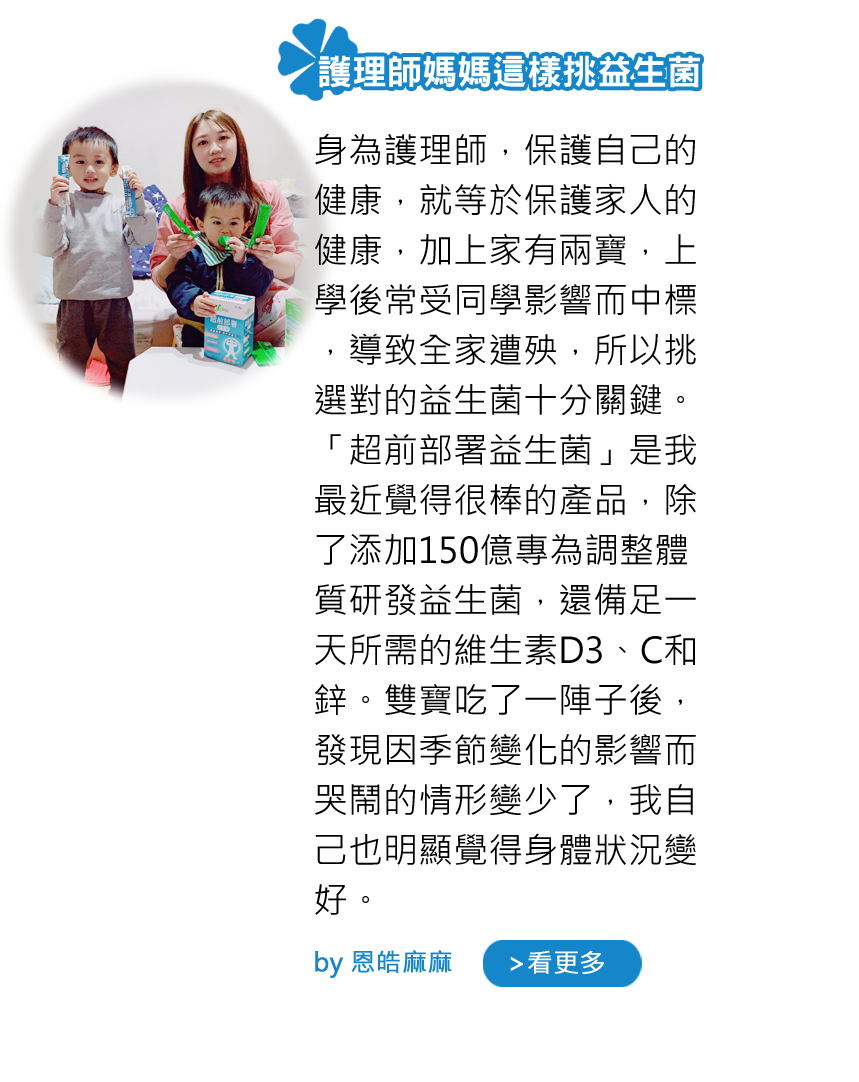 護理師媽媽這樣挑益生菌
身為護理師，保護自己的
健康，就等於保護家人的
健康，加上家有兩寶，上
學後常受同學影響而中標
，導致全家遭殃，所以挑
選對的益生菌十分關鍵。
「超前部署益生菌」是我
最近覺得很棒的產品，除
了添加150億專為調整體
質研發益生菌，還備足一
天所需的維生素D3、C和
鋅。雙寶吃了一陣子後，
發現因季節變化的影響而
哭鬧的情形變少了，我自
己也明顯覺得身體狀況變
好。
超前部署
by 恩皓麻麻
>看更多